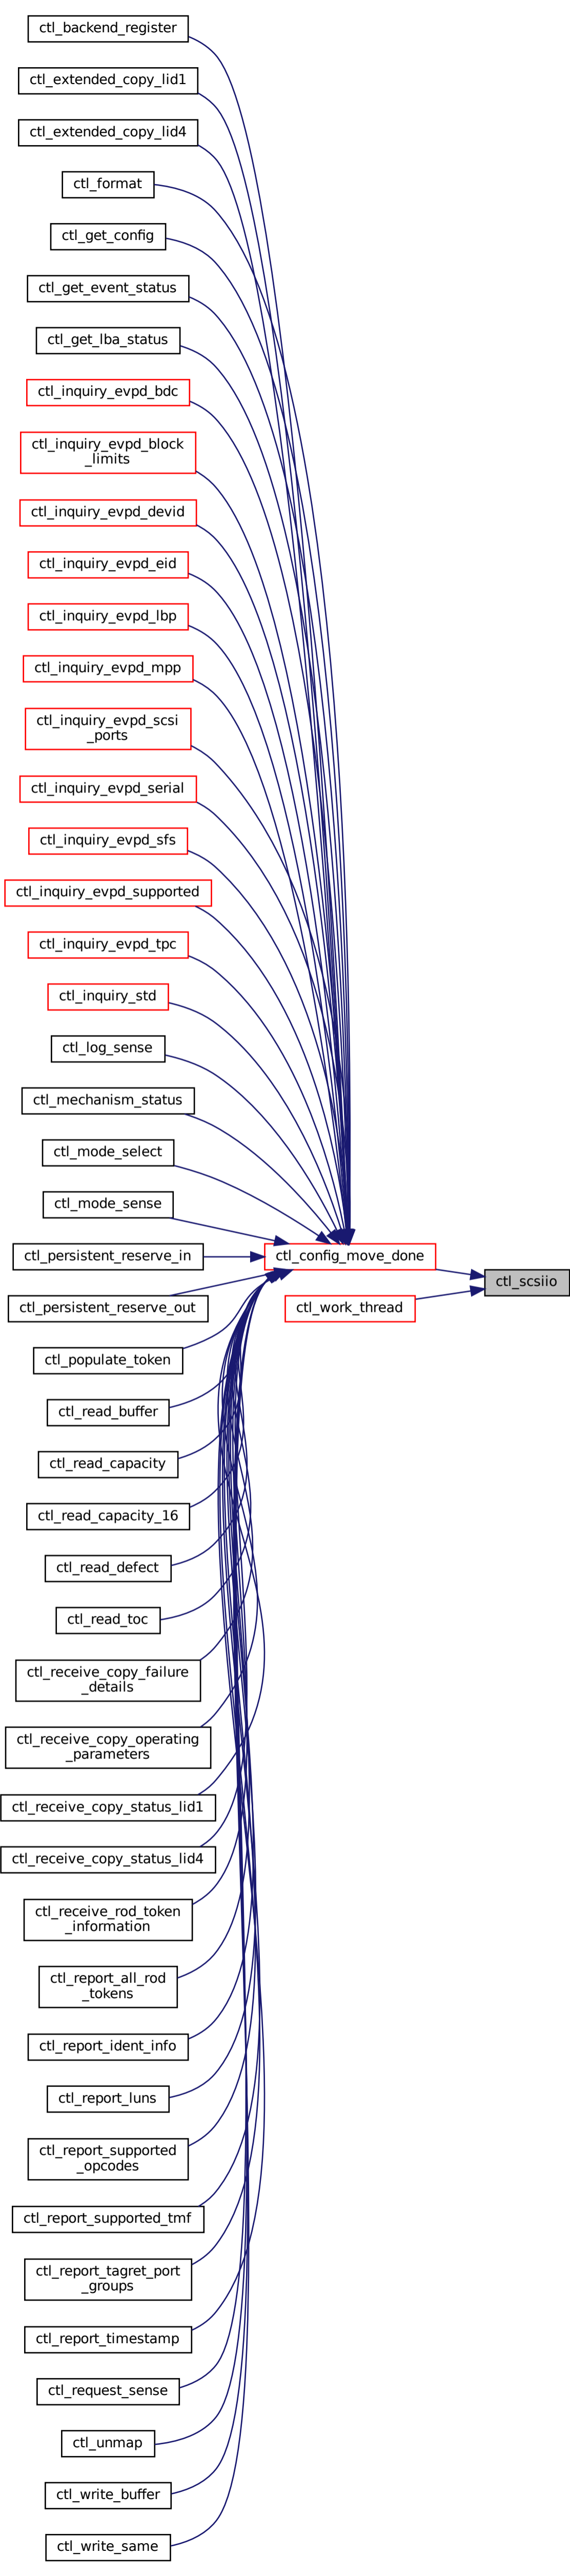 ctl_backend_register
ctl_extended_copy_lid1
ctl_extended_copy_lid4
ctl_format
ctl_get_config
ctl_get_event_status
ctl_get_lba_status
ctl_inquiry_evpd_bdc
ctl_inquiry_evpd_block
_limits
ctl_inquiry_evpd_devid
ctl_inquiry_evpd_eid
ctl_inquiry_evpd_lbp
ctl_inquiry_evpd_mpp
ctl_inquiry_evpd_scsi
_ports
ctl_inquiry_evpd_serial
ctl_inquiry_evpd_sfs
ctl_inquiry_evpd_supported
ctl_inquiry_evpd_tpc
ctl_inquiry_std
ctl_log_sense
ctl_mechanism_status
ctl_mode_select
ctl_mode_sense
ctl_persistent_reserve_in
ctl_config_move_done
ctl_scsiio
ctl_persistent_reserve_out
ctl_work_thread
ctl_populate_token
ctl_read_buffer
ctl_read_capacity
ctl_read_capacity_16
ctl_read_defect
ctl_read_toc
ctl_receive_copy_failure
_details
ctl_receive_copy_operating
_parameters
ctl_receive_copy_status_lid1
ctl_receive_copy_status_lid4
ctl_receive_rod_token
_information
ctl_report_all_rod
_tokens
ctl_report_ident_info
ctl_report_luns
ctl_report_supported
_opcodes
ctl_report_supported_tmf
ctl_report_tagret_port
_groups
ctl_report_timestamp
ctl_request_sense
ctl_unmap
ctl_write_buffer
ctl_write_same